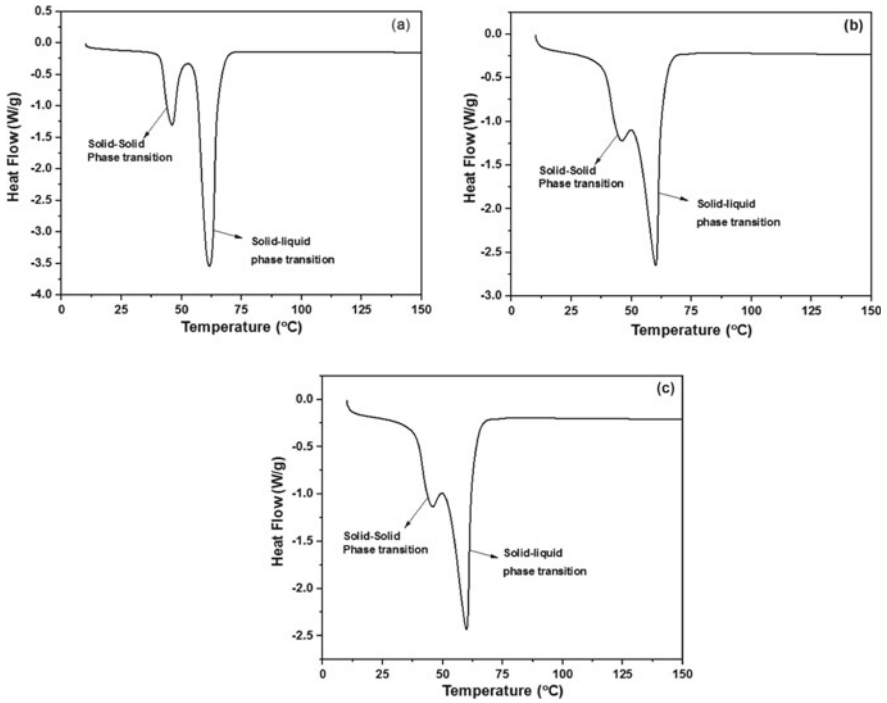 (a)
0.5
0.0
-0.5
-1.0
-1.5
-2.0
-2.5
-3.0
-3.5
-4.0
Heat Flow (W/g)
Solid-Solid
Phase transition
Solid-liquid
phase transition
0 25 50 75 100 125 150
Temperature (°C)
(b)
0.0
-0.5
-1.0
-1.5
-2.0
-2.5
-3.0
Heat Flow (W/g)
Solid-Solid
Phase transition
Solid-liquid
phase transition
0 25 50 75 100 125 150
Temperature (°C)
(c)
0.0
-0.5
-1.0
-1.5
-2.0
-2.5
Heat Flow (W/g)
Solid-Solid
Phase transition
Solid-liquid
phase transition
0 25 50 75 100 125 150
Temperature (°C)